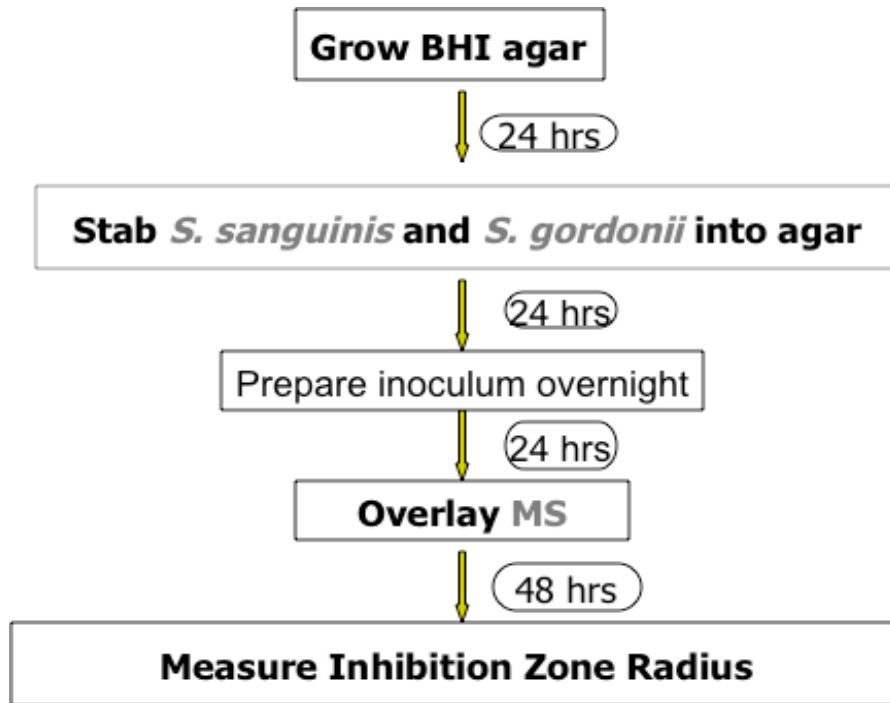 Grow BHI agar
24 hrs
Stab S. sanguinis and S. gordonii into agar
24 hrs
Prepare inoculum overnight
24 hrs
Overlay MS
48 hrs
Measure Inhibition Zone Radius